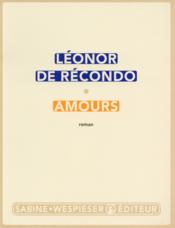 LÉONOR
DE RÉCONDO
AMOURS
roman
SABINE WESPIESER ÉDITEUR